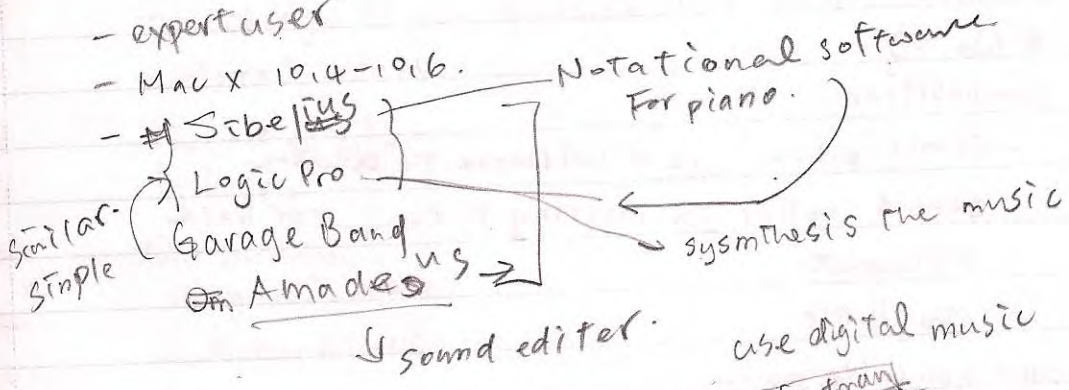 - expert user
- Mac X 10.4-10.6.
- Sibelius
Notational software
For piano.
Logic Pro
sysmthesis the music
similar.
simple
Garage Band
Amadeus
sound editer.
use digital music